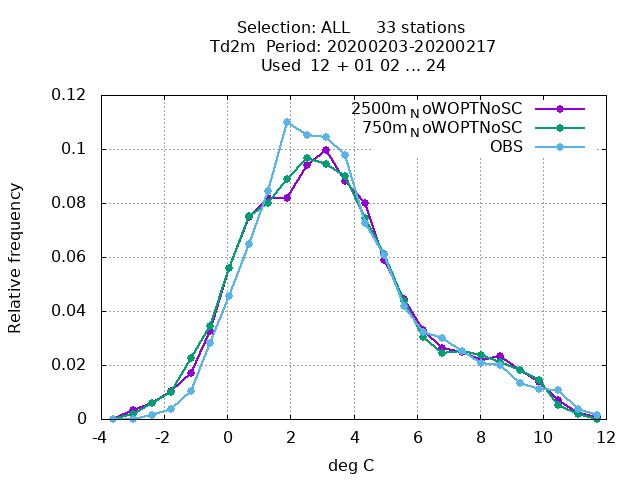 Selection: ALL 33 stations
Td2m Period: 20200203-20200217
Used 12 + 01 02 ... 24
0.12
2500m_NoWOPTNoSC
750m_NoWOPTNoSC
OBS
0.1
0.08
0.06
0.04
0.02
0
Relative frequency
-4 -2 0 2 4 6 8 10 12
deg C